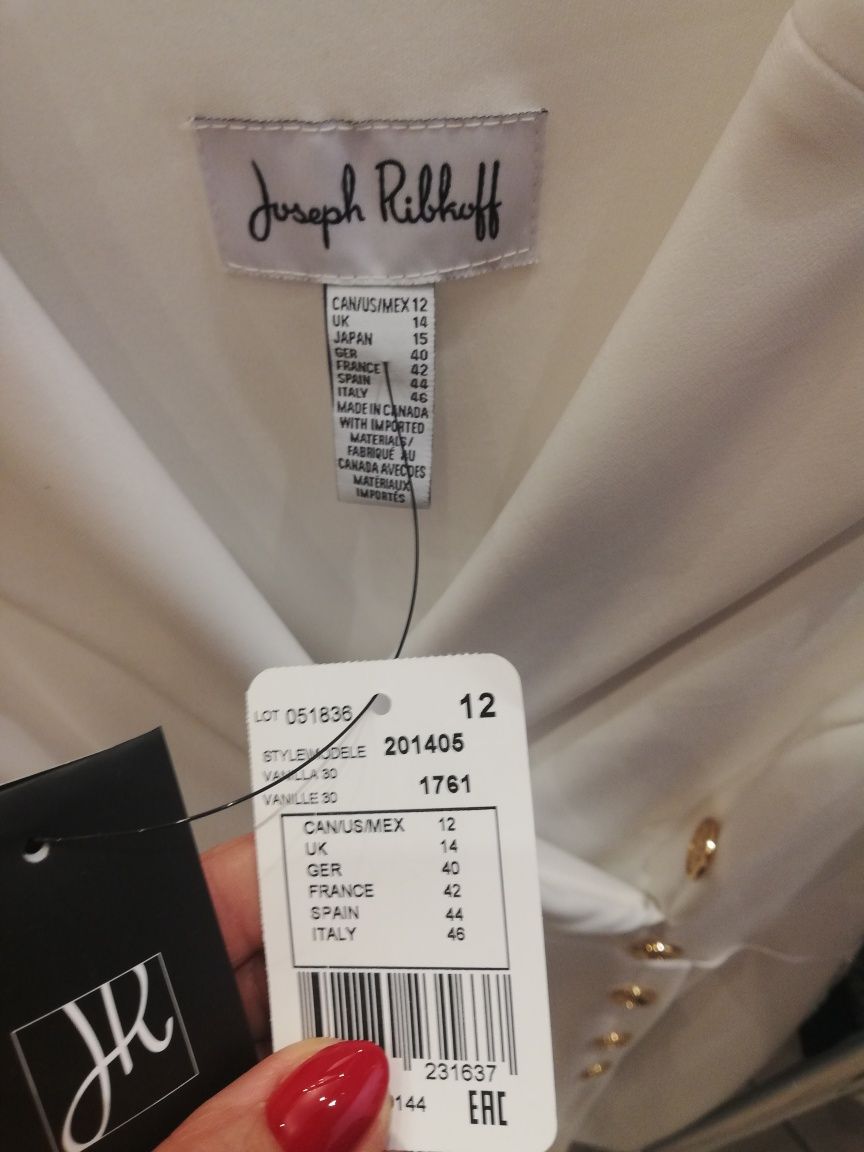 Joseph Ribkoff
CAN/US/MEX 12
UK 14
JAPAN 15
GER 40
FRANCE 42
SPAIN 44
ITALY 46
MADE IN CANADA
WITH IMPORTED
MATERIALS/
FABRIQUÉ AU
CANADA AVEC DES
MATÉRIAUX
IMPORTÉS
LOT 051836 12
STYLE\MODELE 201405
VANILLA 30
VANILLE 30 1761
CAN/US/MEX 12
UK 14
GER 40
FRANCE 42
SPAIN 44
ITALY 46
231637
0144 EAC
JR